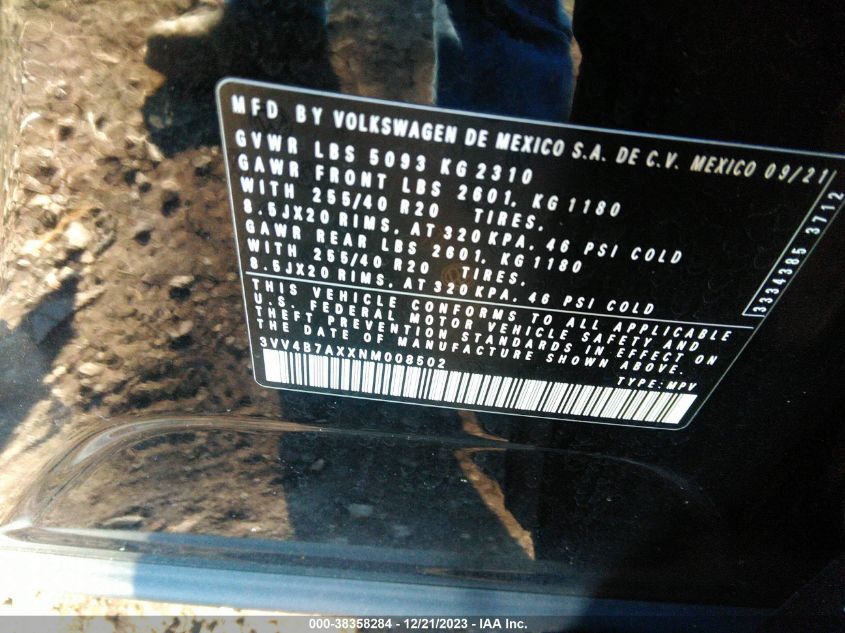 MFD BY VOLKSWAGEN DE MEXICO S.A. DE C.V. MEXICO 09/21
GVWR LBS 5093 KG 2310
GAWR FRONT LBS 2601, KG 1180
WITH 255/40 R20 TIRES,
8.5JX20 RIMS, AT 320 KPA, 46 PSI COLD
GAWR REAR LBS 2601, KG 1180
WITH 255/40 R20 TIRES,
8.5JX20 RIMS, AT 320 KPA, 46 PSI COLD
3334385 3712
THIS VEHICLE CONFORMS TO ALL APPLICABLE
U.S. FEDERAL MOTOR VEHICLE SAFETY AND
THEFT PREVENTION STANDARDS IN EFFECT ON
THE DATE OF MANUFACTURE SHOWN ABOVE.
3VV4B7AXXNM008502
TYPE: MPV
000-38358284 - 12/21/2023 - IAA Inc.